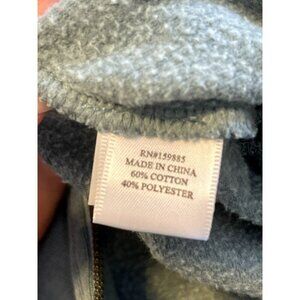 RN#159885
MADE IN CHINA
60% COTTON
40% POLYESTER